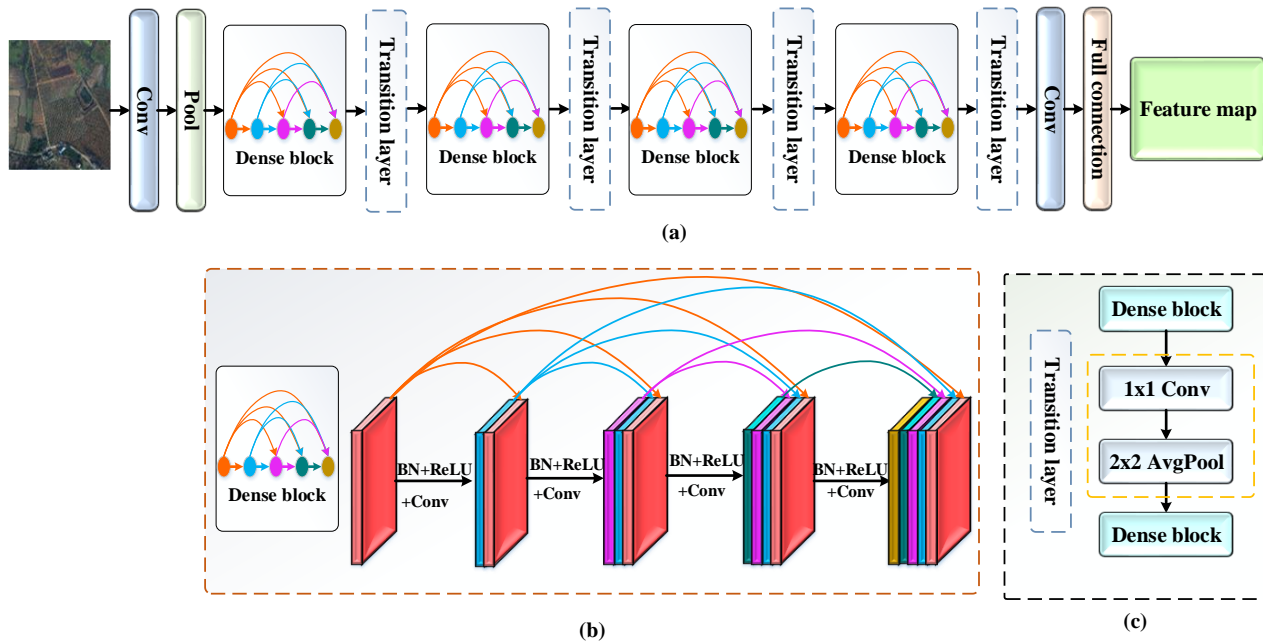 Conv
Pool
Dense block
Transition layer
Dense block
Transition layer
Dense block
Transition layer
Dense block
Transition layer
Conv
Full connection
Feature map
(a)
Dense block
BN+ReLU
+Conv
BN+ReLU
+Conv
BN+ReLU
+Conv
BN+ReLU
+Conv
(b)
Transition layer
Dense block
1x1 Conv
2x2 AvgPool
Dense block
(c)